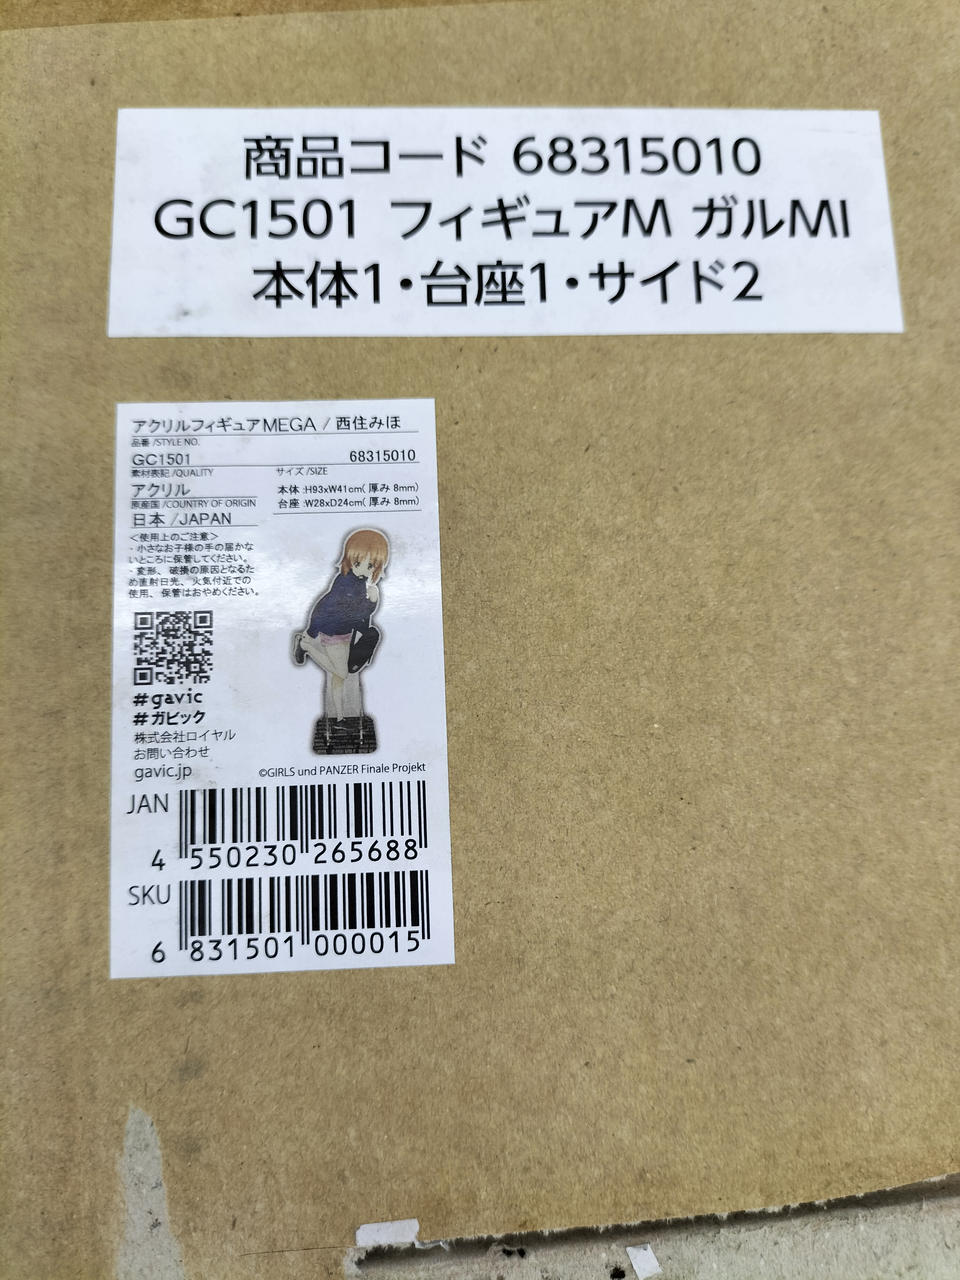 商品コード 68315010
GC1501 フィギュアM ガルMI
本体1・台座1・サイド2
アクリルフィギュアMEGA / 西住みほ
品番 /STYLE NO.
GC1501 68315010
素材表記 /QUALITY サイズ /SIZE
アクリル 本体 :H93xW41cm( 厚み 8mm)
原産国 /COUNTRY OF ORIGIN 台座 :W28xD24cm( 厚み 8mm)
日本 /JAPAN
＜使用上のご注意＞
・小さなお子様の手の届かな
いところに保管してください。
・変形、破損の原因となるた
め直射日光、火気付近での
使用、保管はおやめください。
#gavic
#ガビック
株式会社ロイヤル
お問い合わせ
gavic.jp
©GIRLS und PANZER Finale Projekt
JAN
4 550230 265688
SKU
6 831501 000015